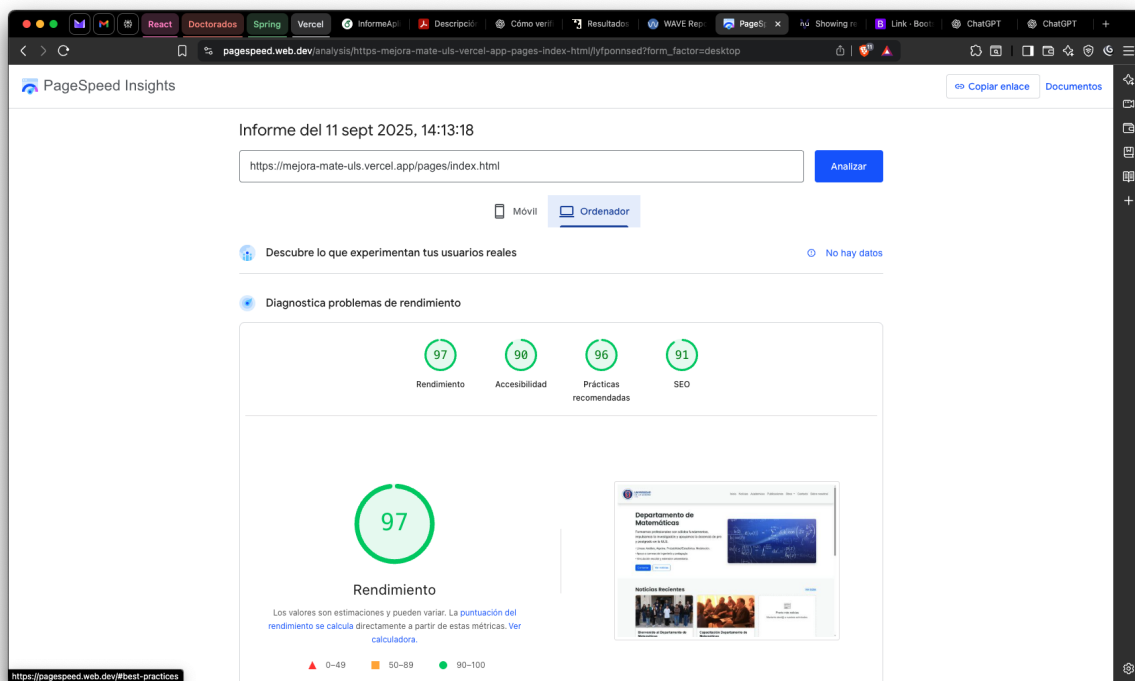 React
Doctorados
Spring
Vercel
InformeApi
Descripción
Cómo verifi
Resultados
WAVE Rep
PageS
Showing re
Link · Boot
ChatGPT
ChatGPT
pagespeed.web.dev/analysis/https-mejora-mate-uls-vercel-app-pages-index-html/lyfponnsed?form_factor=desktop
PageSpeed Insights
Copiar enlace
Documentos
Informe del 11 sept 2025, 14:13:18
https://mejora-mate-uls.vercel.app/pages/index.html
Analizar
Móvil
Ordenador
Descubre lo que experimentan tus usuarios reales
No hay datos
Diagnostica problemas de rendimiento
97
90
96
91
Rendimiento
Accesibilidad
Prácticas
recomendadas
SEO
97
Rendimiento
Los valores son estimaciones y pueden variar. La puntuación del
rendimiento se calcula directamente a partir de estas métricas. Ver
calculadora.
0–49
50–89
90–100
Departamento de
Matemáticas
Noticias Recientes
https://pagespeed.web.dev/#best-practices